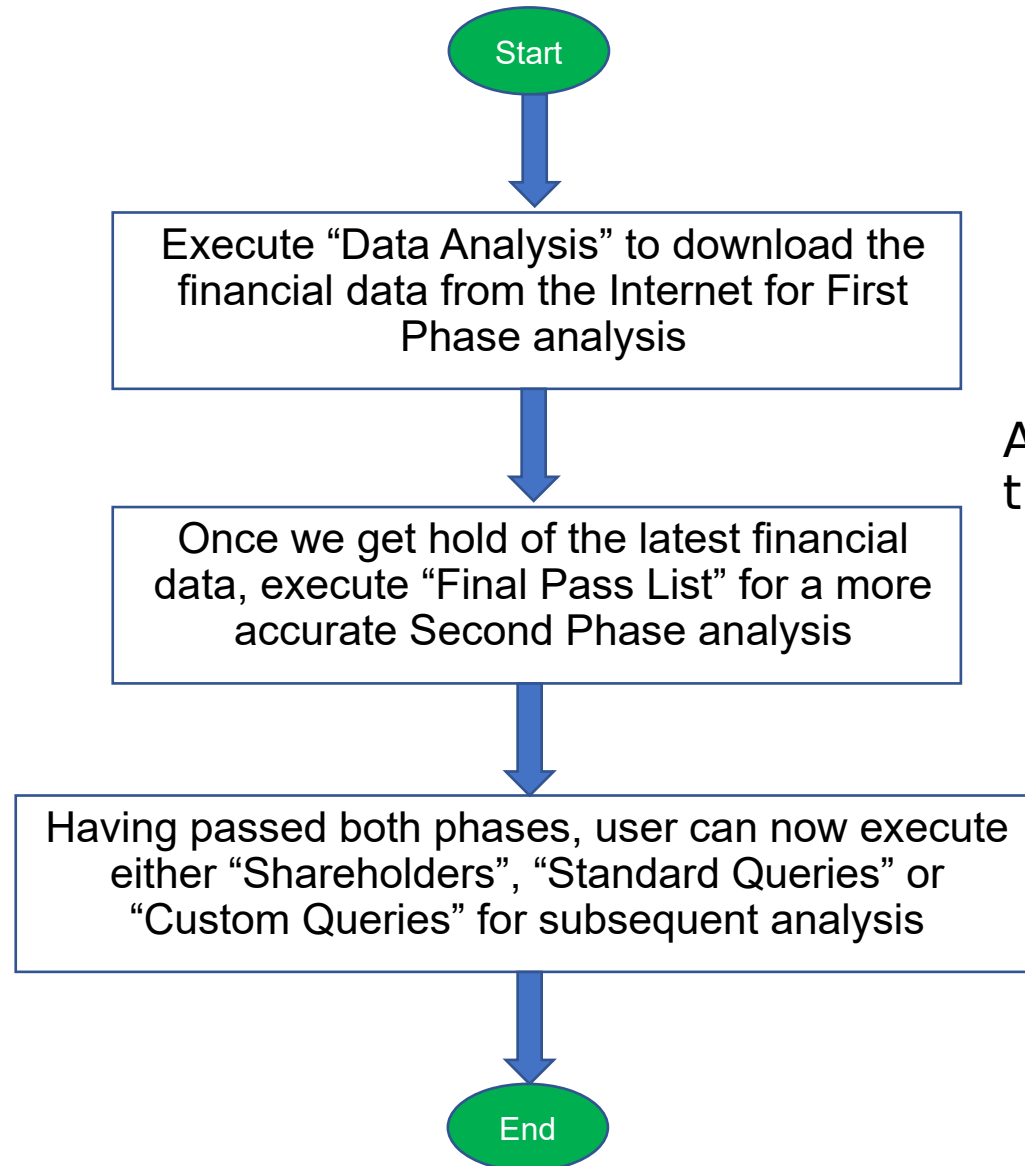 Start
Execute “Data Analysis” to download the
financial data from the Internet for First
Phase analysis
Once we get hold of the latest financial
data, execute “Final Pass List” for a more
accurate Second Phase analysis
Having passed both phases, user can now execute
either “Shareholders”, “Standard Queries” or
“Custom Queries” for subsequent analysis
End